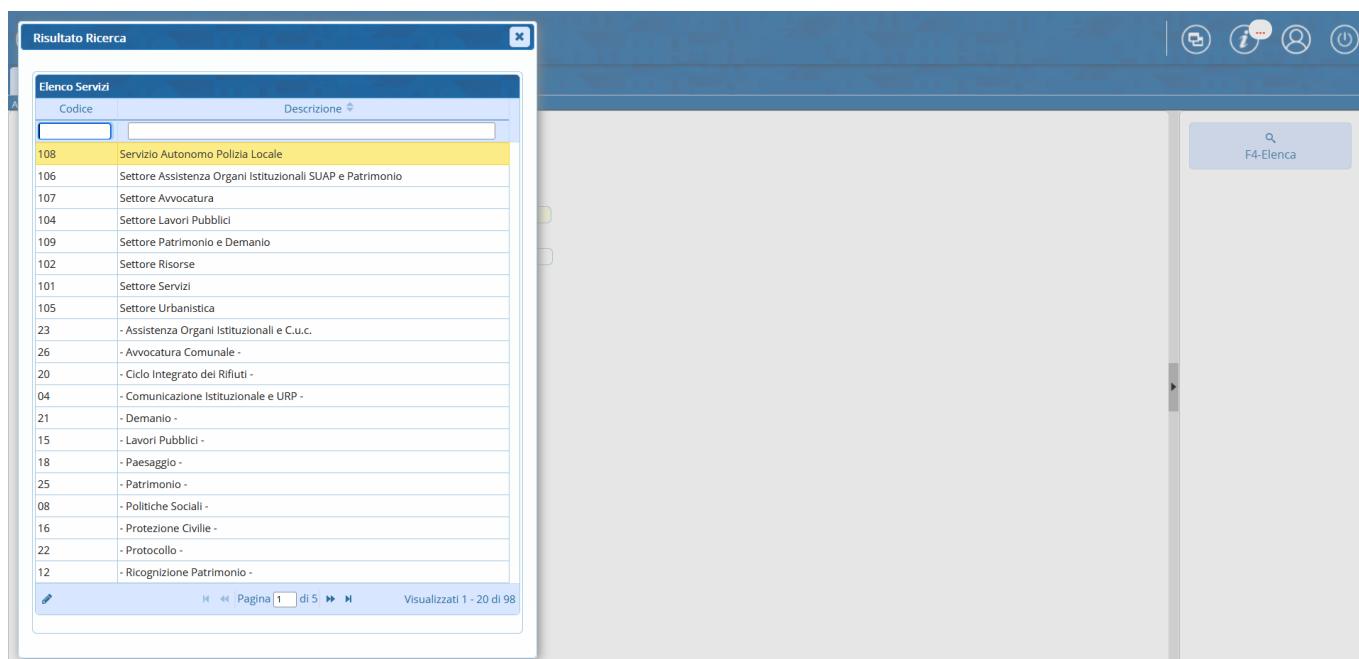 Risultato Ricerca
...
Elenco Servizi
Codice Descrizione
F4-Elenca
108 Servizio Autonomo Polizia Locale
106 Settore Assistenza Organi Istituzionali SUAP e Patrimonio
107 Settore Avvocatura
104 Settore Lavori Pubblici
109 Settore Patrimonio e Demanio
102 Settore Risorse
101 Settore Servizi
105 Settore Urbanistica
23 - Assistenza Organi Istituzionali e C.u.c.
26 - Avvocatura Comunale -
20 - Ciclo Integrato dei Rifiuti -
04 - Comunicazione Istituzionale e URP -
21 - Demanio -
15 - Lavori Pubblici -
18 - Paesaggio -
25 - Patrimonio -
08 - Politiche Sociali -
16 - Protezione Civilie -
22 - Protocollo -
12 - Ricognizione Patrimonio -
Pagina 1 di 5 Visualizzati 1 - 20 di 98